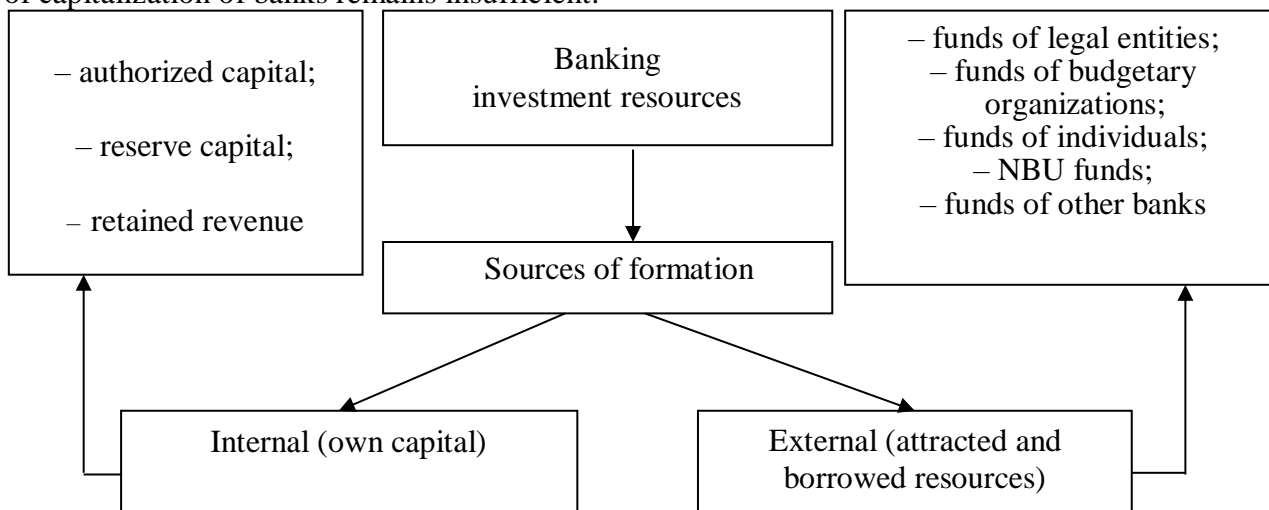 of capitalization of banks remains insufficient.
– authorized capital;
– reserve capital;
– retained revenue
Banking
investment resources
– funds of legal entities;
– funds of budgetary
organizations;
– funds of individuals;
– NBU funds;
– funds of other banks
Sources of formation
Internal (own capital)
External (attracted and
borrowed resources)